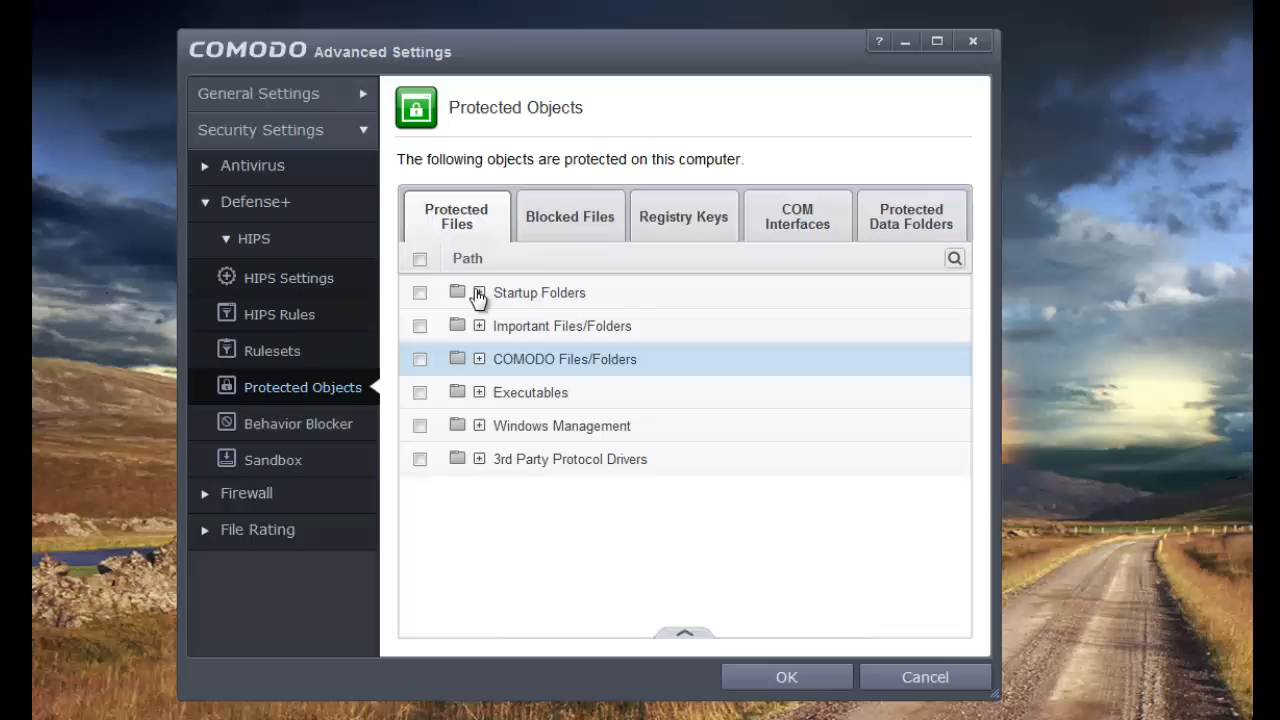 COMODO Advanced Settings
?
General Settings
Security Settings
Antivirus
Defense+
HIPS
HIPS Settings
HIPS Rules
Rulesets
Protected Objects
Behavior Blocker
Sandbox
Firewall
File Rating
Protected Objects
The following objects are protected on this computer.
Protected
Files
Blocked Files
Registry Keys
COM
Interfaces
Protected
Data Folders
Path
Startup Folders
Important Files/Folders
COMODO Files/Folders
Executables
Windows Management
3rd Party Protocol Drivers
OK
Cancel